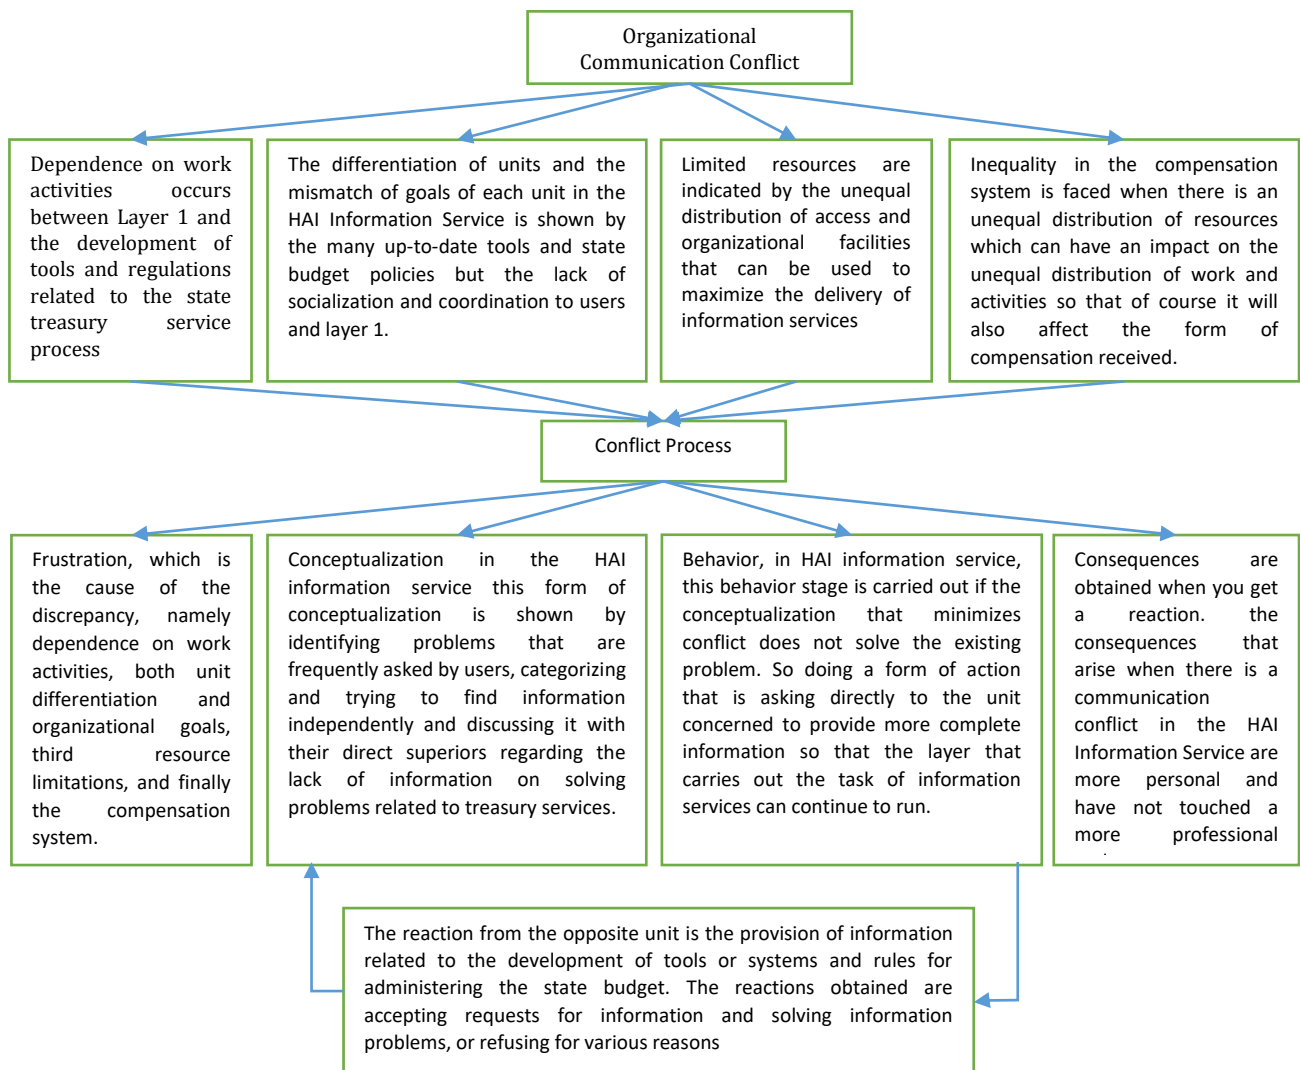 Organizational
Communication Conflict
Dependence on work
activities occurs
between Layer 1 and
the development of
tools and regulations
related to the state
treasury service
process
The differentiation of units and the
mismatch of goals of each unit in the
HAI Information Service is shown by
the many up-to-date tools and state
budget policies but the lack of
socialization and coordination to users
and layer 1.
Limited resources are
indicated by the unequal
distribution of access and
organizational facilities
that can be used to
maximize the delivery of
information services
Inequality in the compensation
system is faced when there is an
unequal distribution of resources
which can have an impact on the
unequal distribution of work and
activities so that of course it will
also affect the form of
compensation received.
Conflict Process
Frustration, which is
the cause of the
discrepancy, namely
dependence on work
activities, both unit
differentiation and
organizational goals,
third resource
limitations, and finally
the compensation
system.
Conceptualization in the HAI
information service this form of
conceptualization is shown by
identifying problems that are
frequently asked by users, categorizing
and trying to find information
independently and discussing it with
their direct superiors regarding the
lack of information on solving
problems related to treasury services.
Behavior, in HAI information service,
this behavior stage is carried out if the
conceptualization that minimizes
conflict does not solve the existing
problem. So doing a form of action
that is asking directly to the unit
concerned to provide more complete
information so that the layer that
carries out the task of information
services can continue to run.
Consequences are
obtained when you get
a reaction. the
consequences that
arise when there is a
communication
conflict in the HAI
Information Service are
more personal and
have not touched a
more professional
The reaction from the opposite unit is the provision of information
related to the development of tools or systems and rules for
administering the state budget. The reactions obtained are
accepting requests for information and solving information
problems, or refusing for various reasons